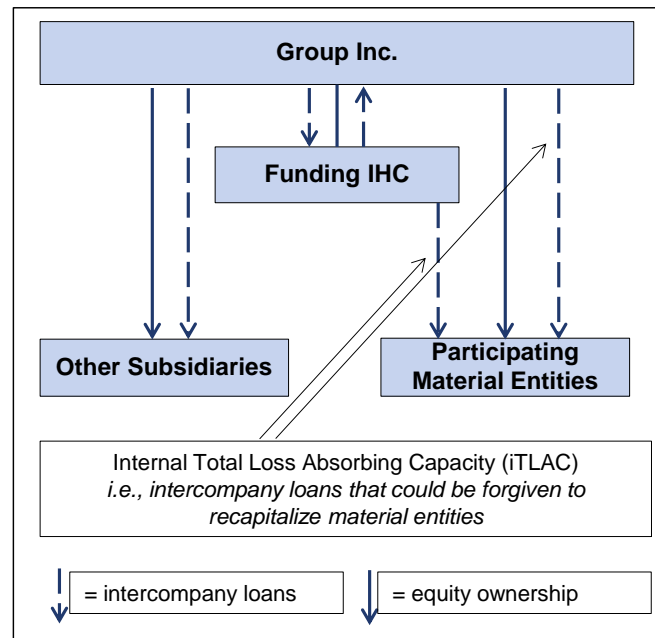 Group Inc.
Funding IHC
Other Subsidiaries
Participating
Material Entities
Internal Total Loss Absorbing Capacity (iTLAC)
i.e., intercompany loans that could be forgiven to
recapitalize material entities
= intercompany loans
= equity ownership